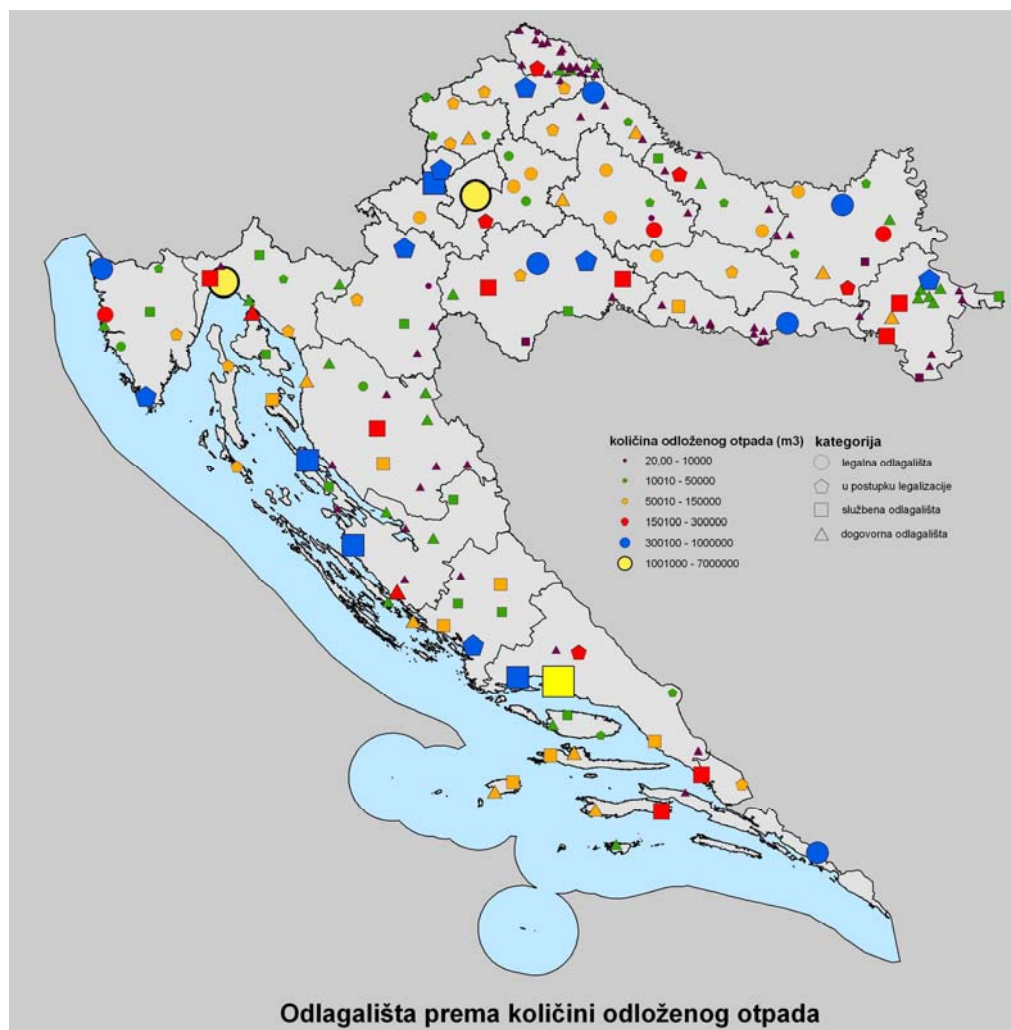 količina odloženog otpada (m3)
20,00 - 10000
10010 - 50000
50010 - 150000
150100 - 300000
300100 - 1000000
1001000 - 7000000
kategorija
legalna odlagališta
u postupku legalizacije
službena odlagališta
dogovorna odlagališta
Odlagališta prema količini odloženog otpada